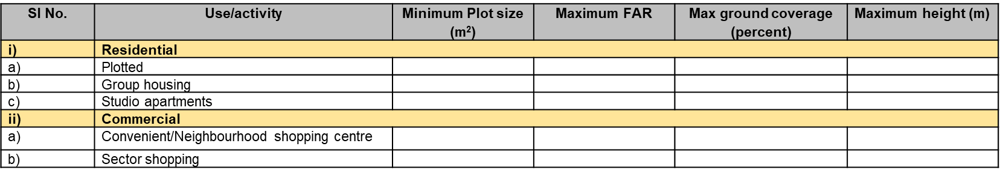 Sl No. Use/activity Minimum Plot size Maximum FAR Max ground coverage Maximum height (m)
(m²) (percent)
i) Residential
a) Plotted
b) Group housing
c) Studio apartments
ii) Commercial
a) Convenient/Neighbourhood shopping centre
b) Sector shopping